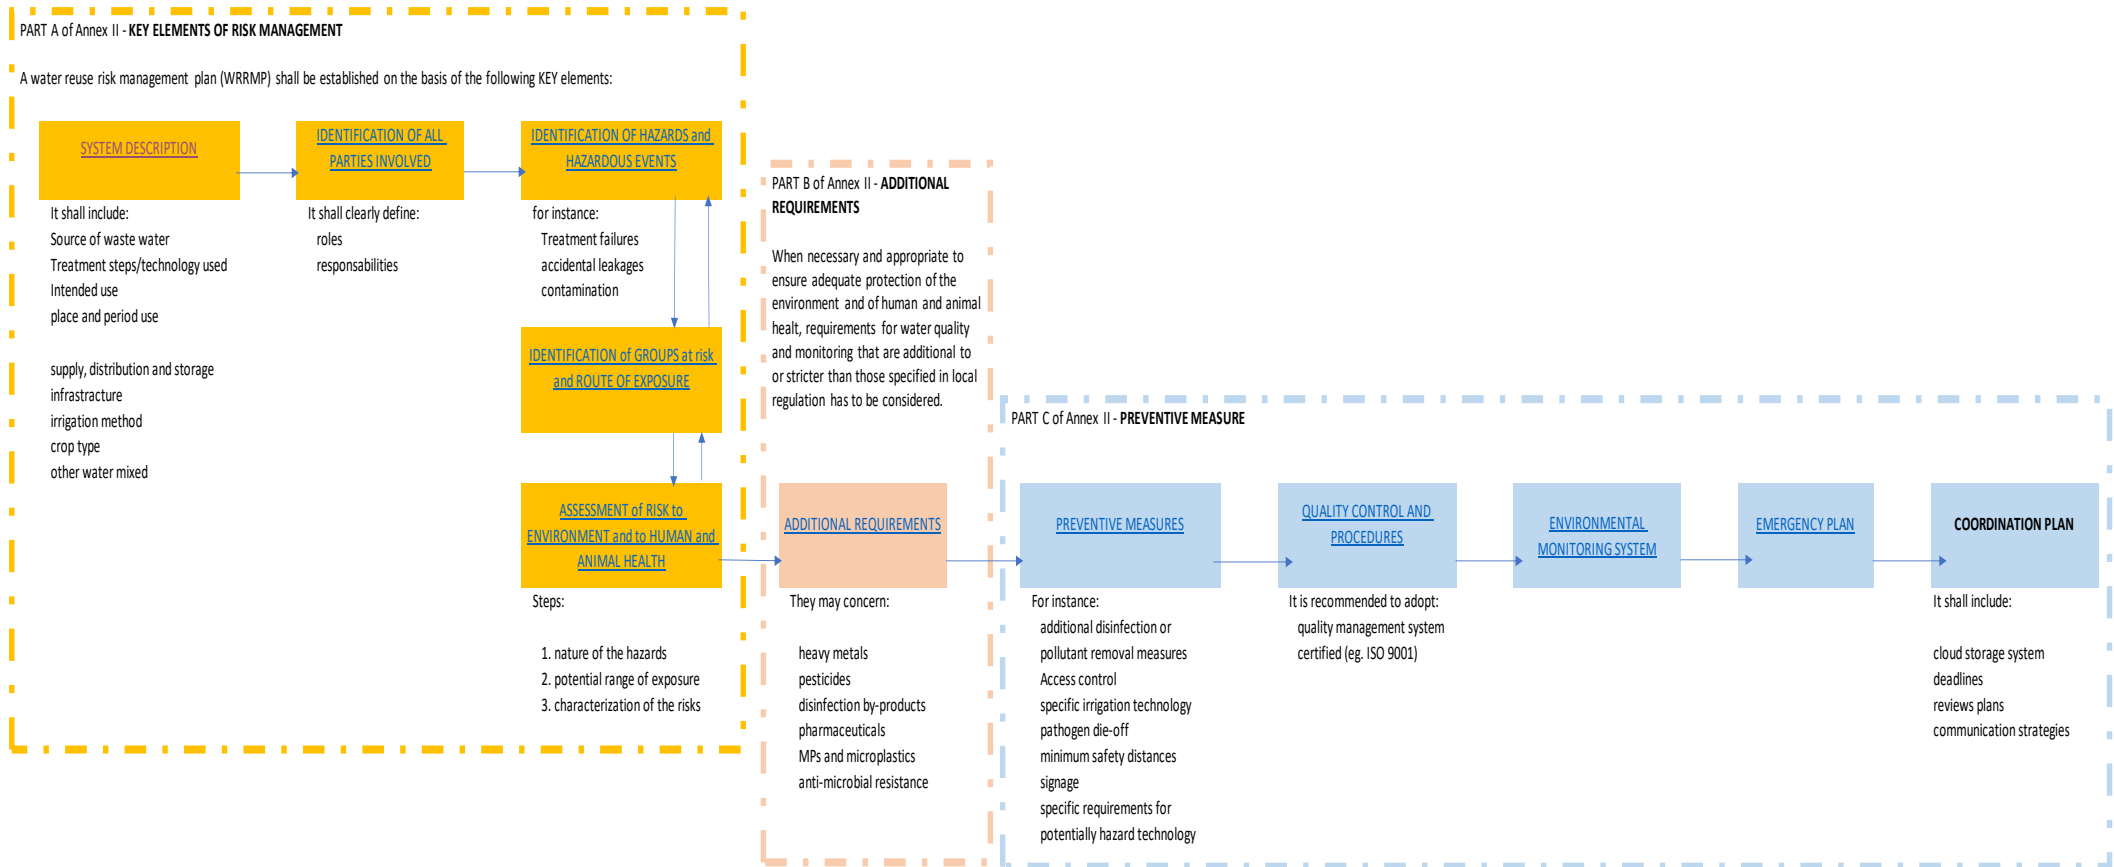 PART A of Annex II - KEY ELEMENTS OF RISK MANAGEMENT
A water reuse risk management plan (WRRMP) shall be established on the basis of the following KEY elements:
SYSTEM DESCRIPTION
It shall include:
Source of waste water
Treatment steps/technology used
Intended use
place and period use
supply, distribution and storage
infrastracture
irrigation method
crop type
other water mixed
IDENTIFICATION OF ALL
PARTIES INVOLVED
It shall clearly define:
roles
responsabilities
IDENTIFICATION OF HAZARDS and
HAZARDOUS EVENTS
for instance:
Treatment failures
accidental leakages
contamination
IDENTIFICATION of GROUPS at risk
and ROUTE OF EXPOSURE
ASSESSMENT of RISK to
ENVIRONMENT and to HUMAN and
ANIMAL HEALTH
Steps:
1. nature of the hazards
2. potential range of exposure
3. characterization of the risks
PART B of Annex II - ADDITIONAL
REQUIREMENTS
When necessary and appropriate to
ensure adequate protection of the
environment and of human and animal
healt, requirements for water quality
and monitoring that are additional to
or stricter than those specified in local
regulation has to be considered.
ADDITIONAL REQUIREMENTS
They may concern:
heavy metals
pesticides
disinfection by-products
pharmaceuticals
MPs and microplastics
anti-microbial resistance
PART C of Annex II - PREVENTIVE MEASURE
PREVENTIVE MEASURES
For instance:
additional disinfection or
pollutant removal measures
Access control
specific irrigation technology
pathogen die-off
minimum safety distances
signage
specific requirements for
potentially hazard technology
QUALITY CONTROL AND
PROCEDURES
It is recommended to adopt:
quality management system
certified (eg. ISO 9001)
ENVIRONMENTAL
MONITORING SYSTEM
EMERGENCY PLAN
COORDINATION PLAN
It shall include:
cloud storage system
deadlines
reviews plans
communication strategies